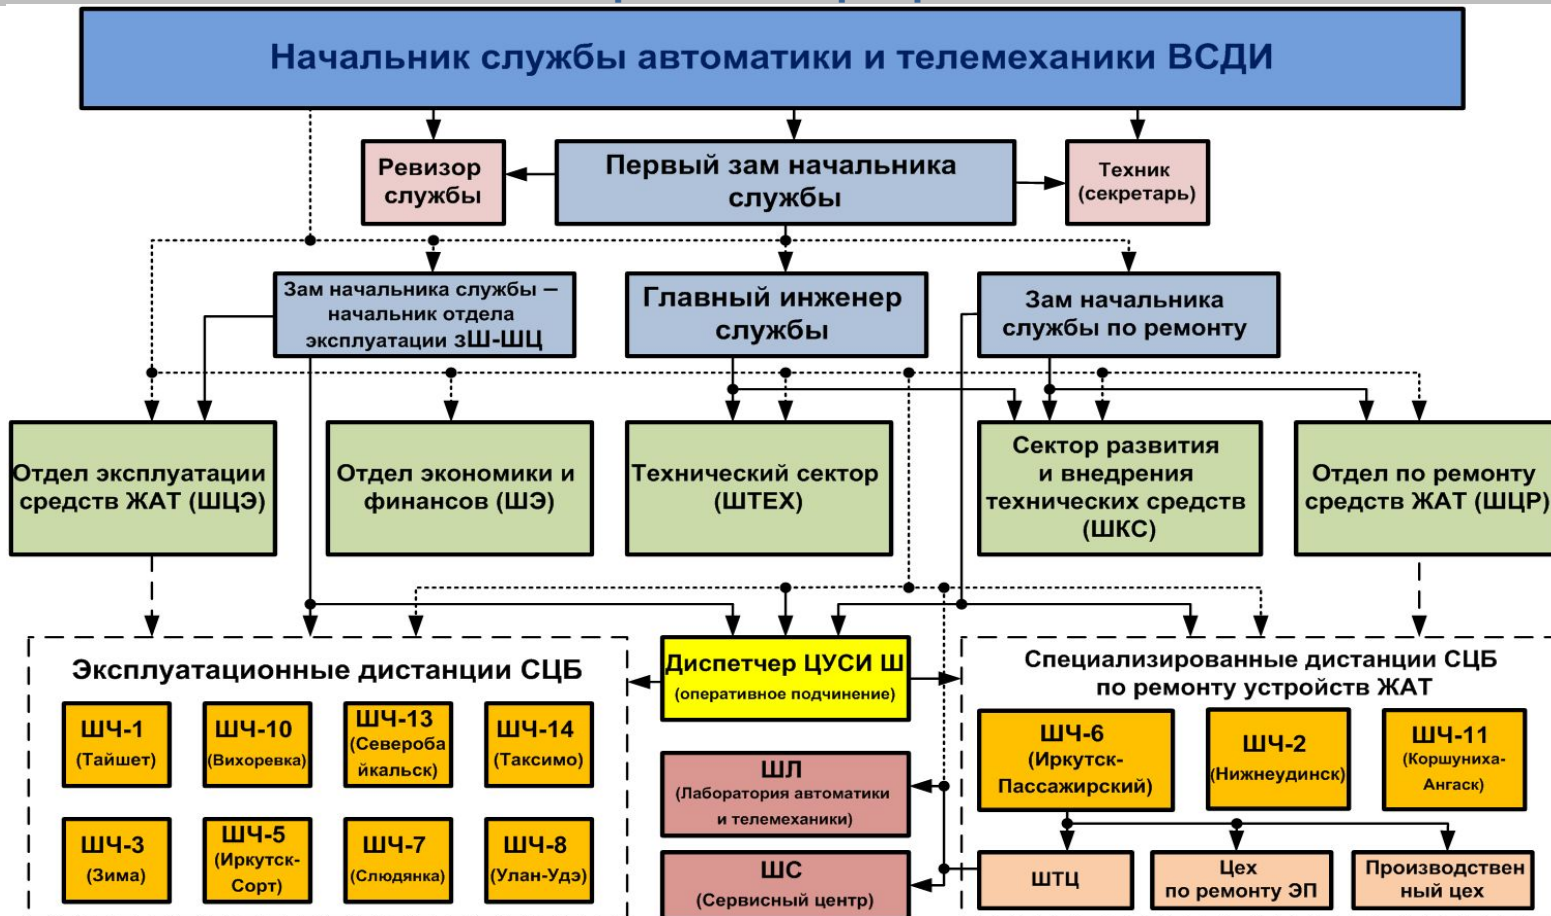 Начальник службы автоматики и телемеханики ВСДИ
Ревизор
службы
Первый зам начальника
службы
Техник
(секретарь)
Зам начальника службы –
начальник отдела
эксплуатации зШ-ШЦ
Главный инженер
службы
Зам начальника
службы по ремонту
Отдел эксплуатации
средств ЖАТ (ШЦЭ)
Отдел экономики и
финансов (ШЭ)
Технический сектор
(ШТЕХ)
Сектор развития
и внедрения
технических средств
(ШКС)
Отдел по ремонту
средств ЖАТ (ШЦР)
Эксплуатационные дистанции СЦБ
ШЧ-1
(Тайшет)
ШЧ-10
(Вихоревка)
ШЧ-13
(Североба
йкальск)
ШЧ-14
(Таксимо)
ШЧ-3
(Зима)
ШЧ-5
(Иркутск-
Сорт)
ШЧ-7
(Слюдянка)
ШЧ-8
(Улан-Удэ)
Диспетчер ЦУСИ Ш
(оперативное подчинение)
ШЛ
(Лаборатория автоматики
и телемеханики)
ШС
(Сервисный центр)
Специализированные дистанции СЦБ
по ремонту устройств ЖАТ
ШЧ-6
(Иркутск-
Пассажирский)
ШЧ-2
(Нижнеудинск)
ШЧ-11
(Коршуниха-
Ангаск)
ШТЦ
Цех
по ремонту ЭП
Производствен
ный цех